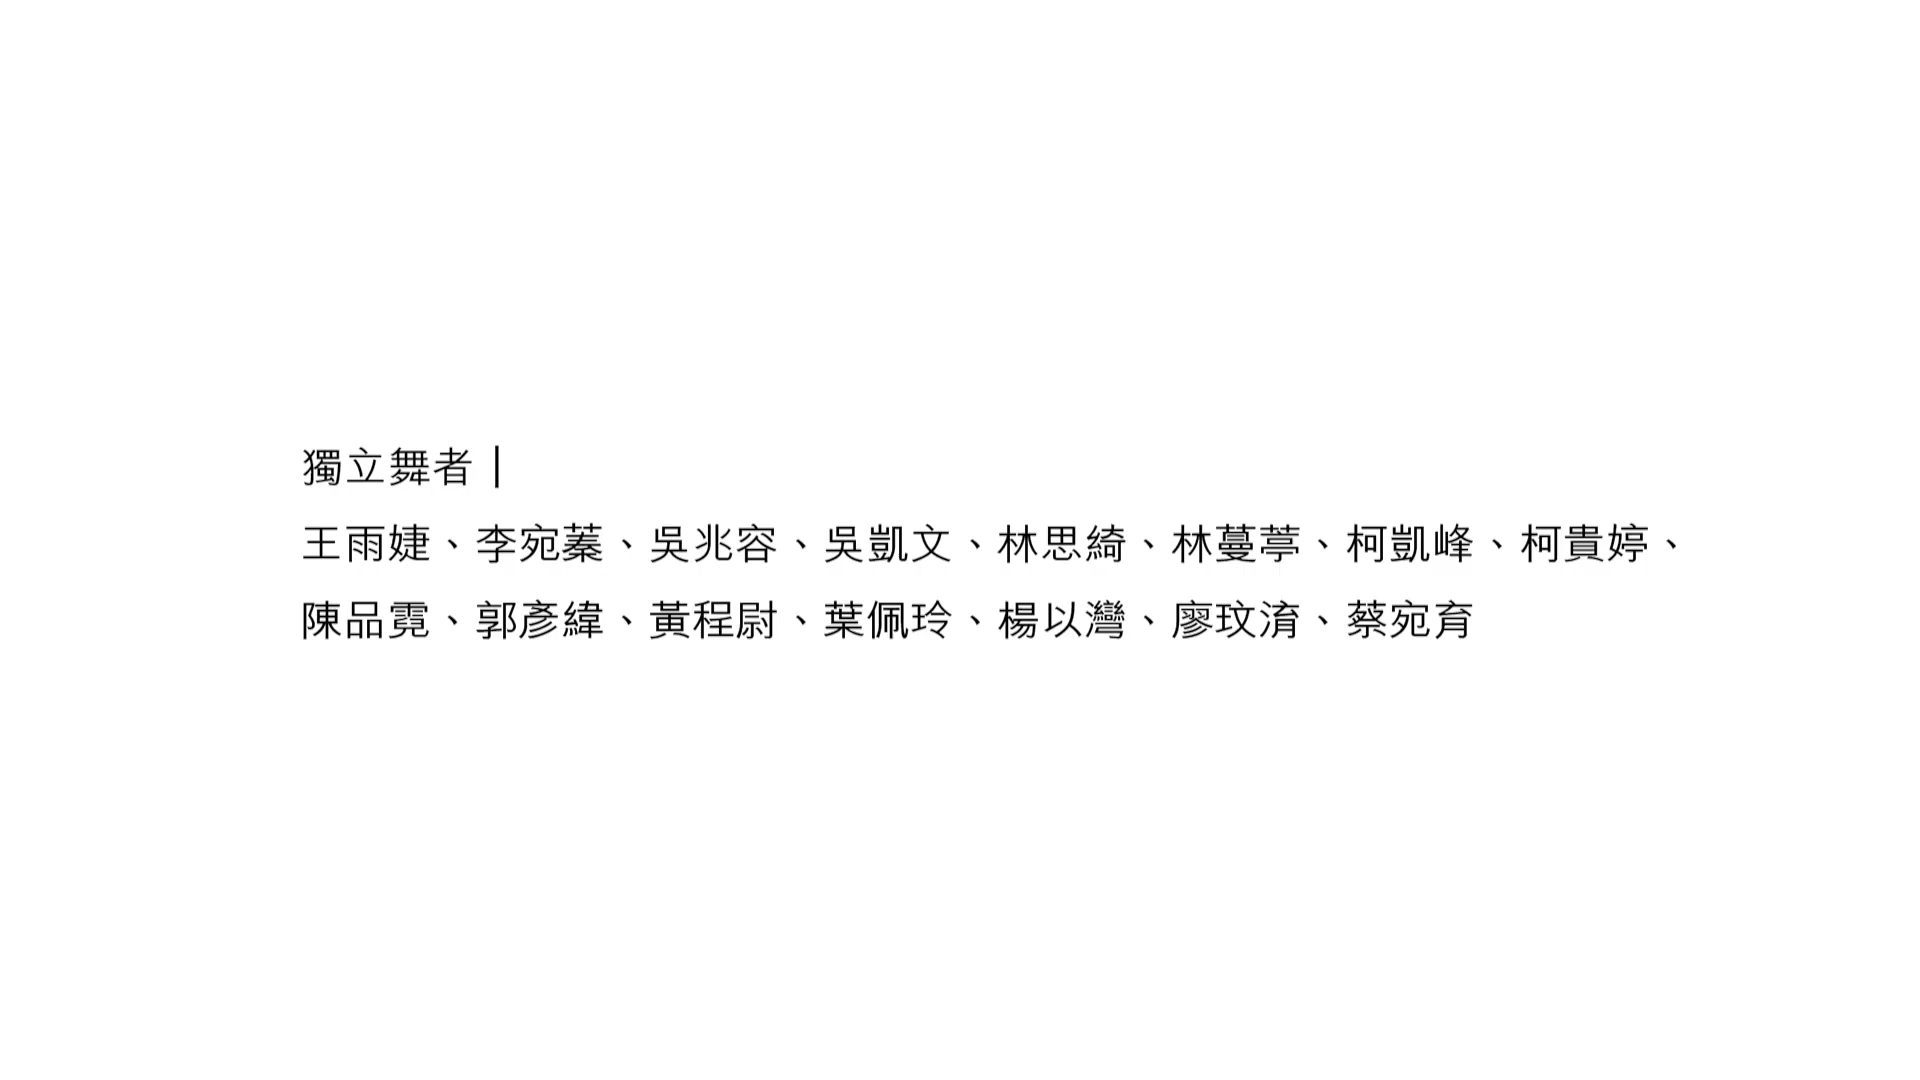 獨立舞者|
王雨婕、李宛蓁、吳兆容、吳凱文、林思綺、林蔓葶、柯凱峰、柯貴婷、
陳品霓、郭彥緯、黃程尉、葉佩玲、楊以灣、廖玟淯、蔡宛育